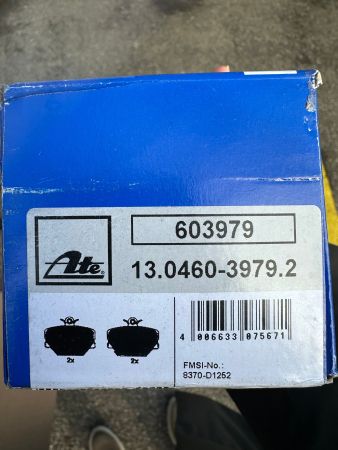 603979
Ate
13.0460-3979.2
2x
2x
4 006633 075671
FMSI-No.:
8370-D1252